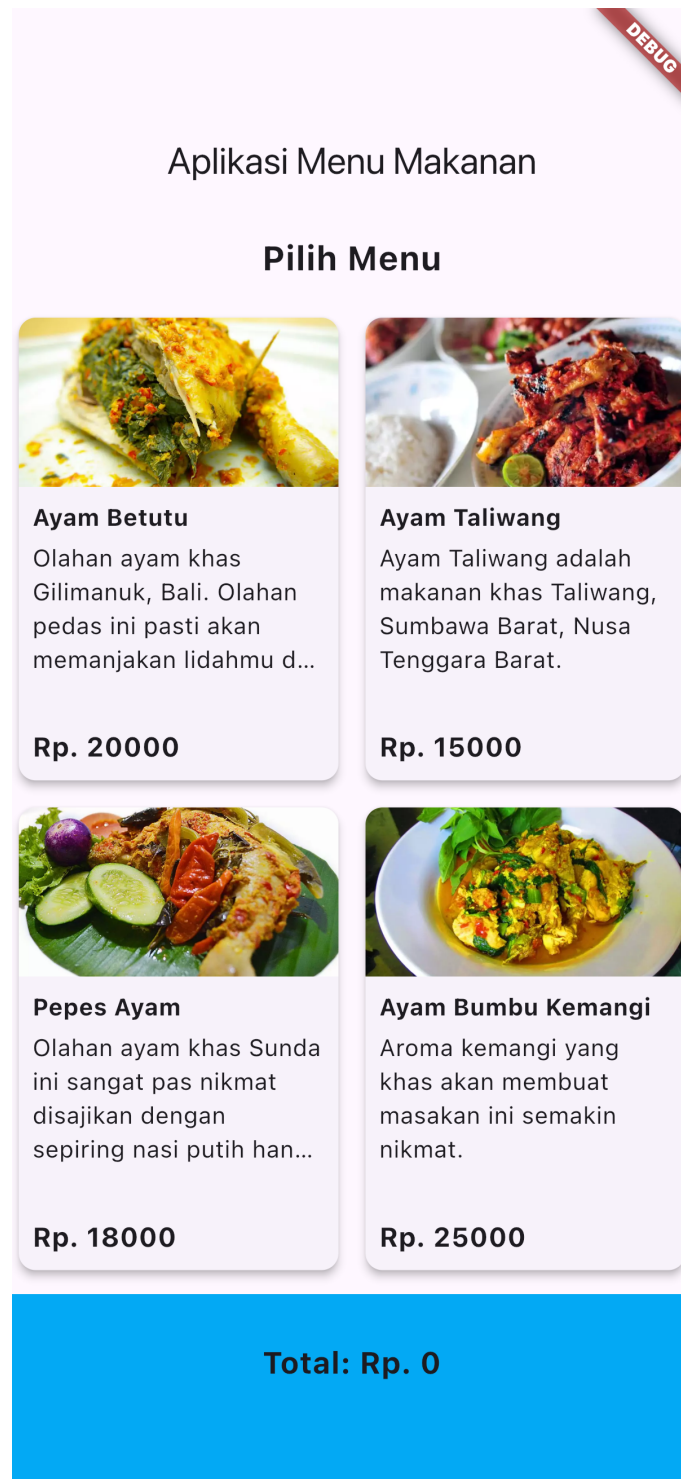 DEBUG
Aplikasi Menu Makanan
Pilih Menu
Ayam Betutu
Olahan ayam khas
Gilimanuk, Bali. Olahan
pedas ini pasti akan
memanjakan lidahmu d...
Rp. 20000
Ayam Taliwang
Ayam Taliwang adalah
makanan khas Taliwang,
Sumbawa Barat, Nusa
Tenggara Barat.
Rp. 15000
Pepes Ayam
Olahan ayam khas Sunda
ini sangat pas nikmat
disajikan dengan
sepiring nasi putih han...
Rp. 18000
Ayam Bumbu Kemangi
Aroma kemangi yang
khas akan membuat
masakan ini semakin
nikmat.
Rp. 25000
Total: Rp. 0